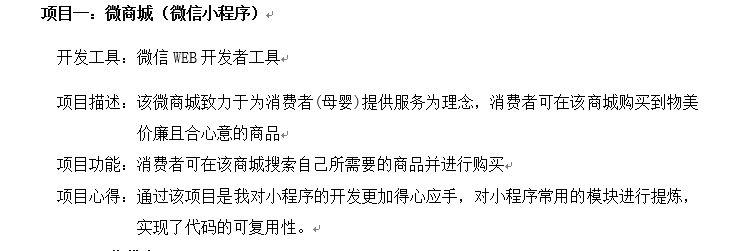 项目一：微商城（微信小程序）
开发工具：微信 WEB 开发者工具
项目描述：该微商城致力于为消费者(母婴)提供服务为理念，消费者可在该商城购买到物美
价廉且合心意的商品
项目功能：消费者可在该商城搜索自己所需要的商品并进行购买
项目心得：通过该项目是我对小程序的开发更加得心应手，对小程序常用的模块进行提炼，
实现了代码的可复用性。